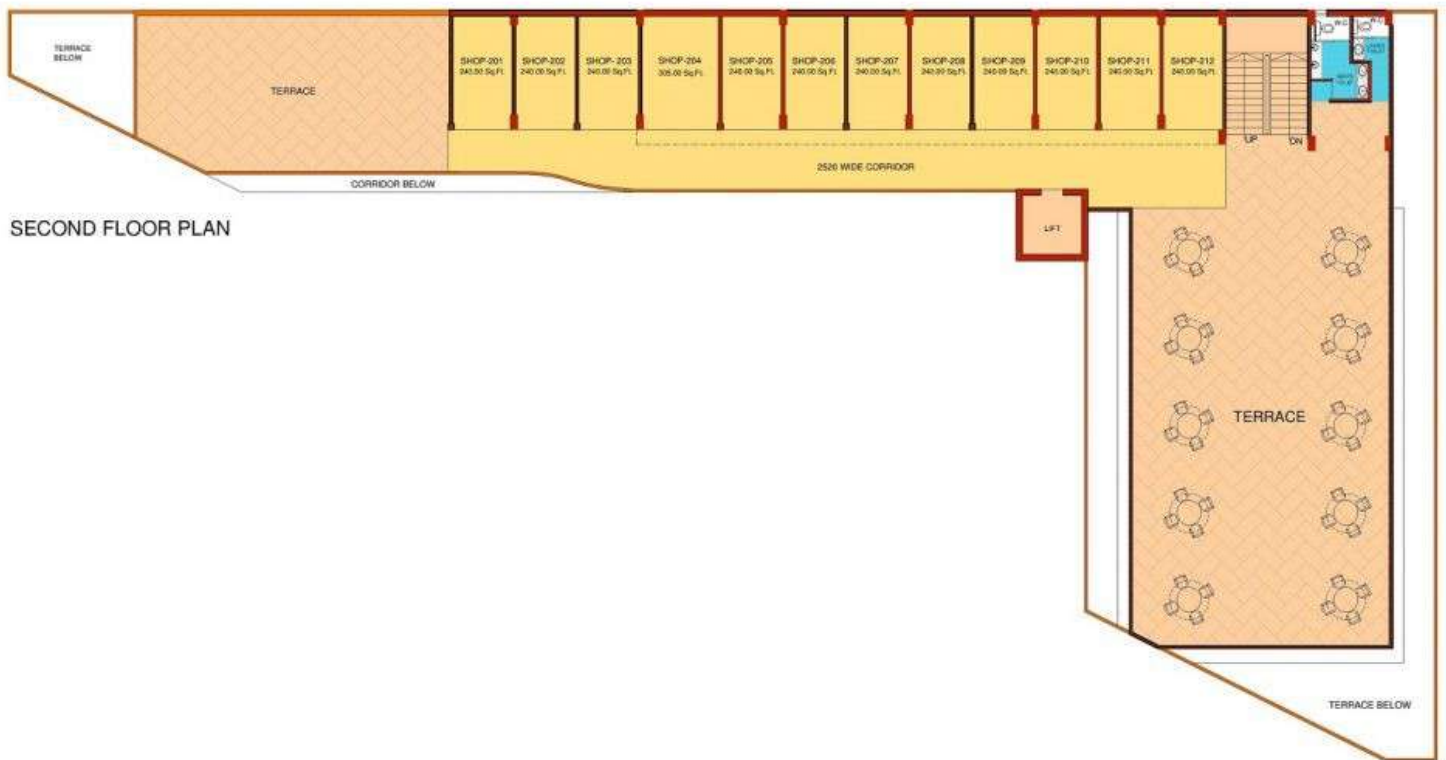 TERRACE
BELOW
TERRACE
SHOP-201
240.00 Sq.Ft.
SHOP-202
240.00 Sq.Ft.
SHOP- 203
240.00 Sq.Ft.
SHOP-204
305.00 Sq.Ft.
SHOP-205
240.00 Sq.Ft.
SHOP-206
240.00 Sq.Ft.
SHOP-207
240.00 Sq.Ft.
SHOP-208
240.00 Sq.Ft.
SHOP-209
240.00 Sq.Ft.
SHOP-210
240.00 Sq.Ft.
SHOP-211
240.00 Sq.Ft.
SHOP-212
240.00 Sq.Ft.
W.C.
W.C.
UP
DN
2520 WIDE CORRIDOR
CORRIDOR BELOW
SECOND FLOOR PLAN
LIFT
TERRACE
TERRACE BELOW